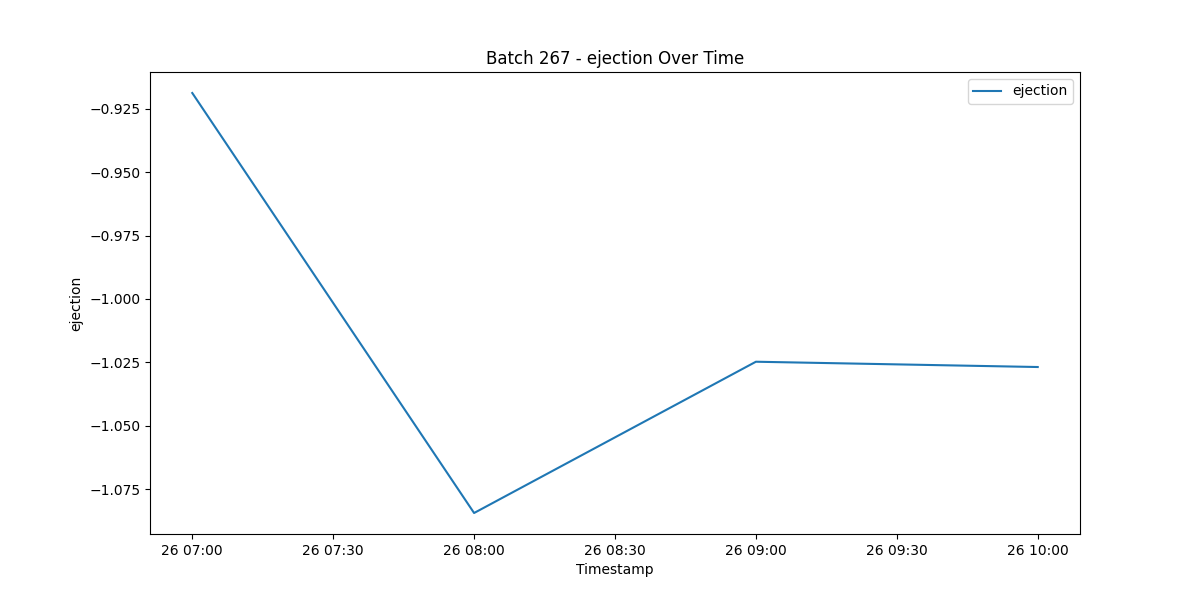 Batch 267 - ejection Over Time
ejection
−0.925
−0.950
−0.975
−1.000
−1.025
−1.050
−1.075
ejection
26 07:00 26 07:30 26 08:00 26 08:30 26 09:00 26 09:30 26 10:00
Timestamp